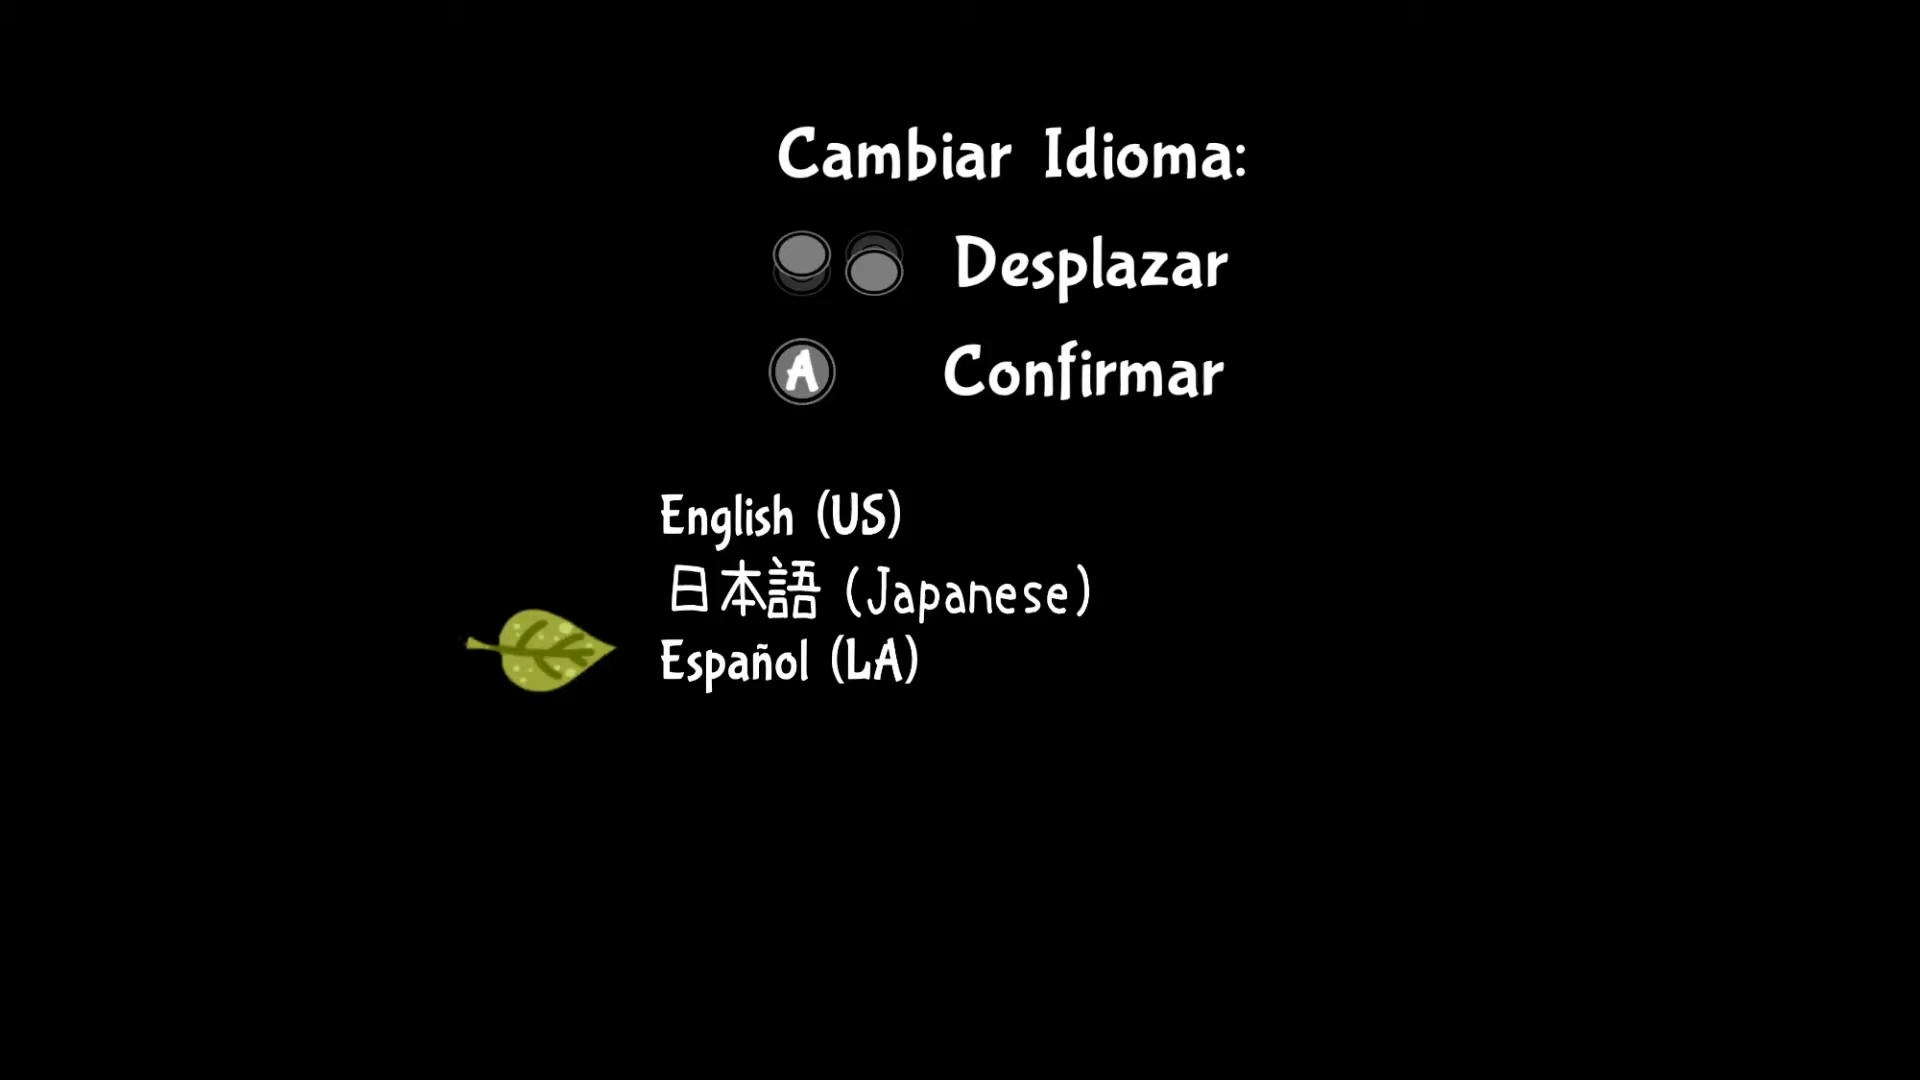 Cambiar Idioma:
Desplazar
A Confirmar
English (US)
日本語 (Japanese)
Español (LA)